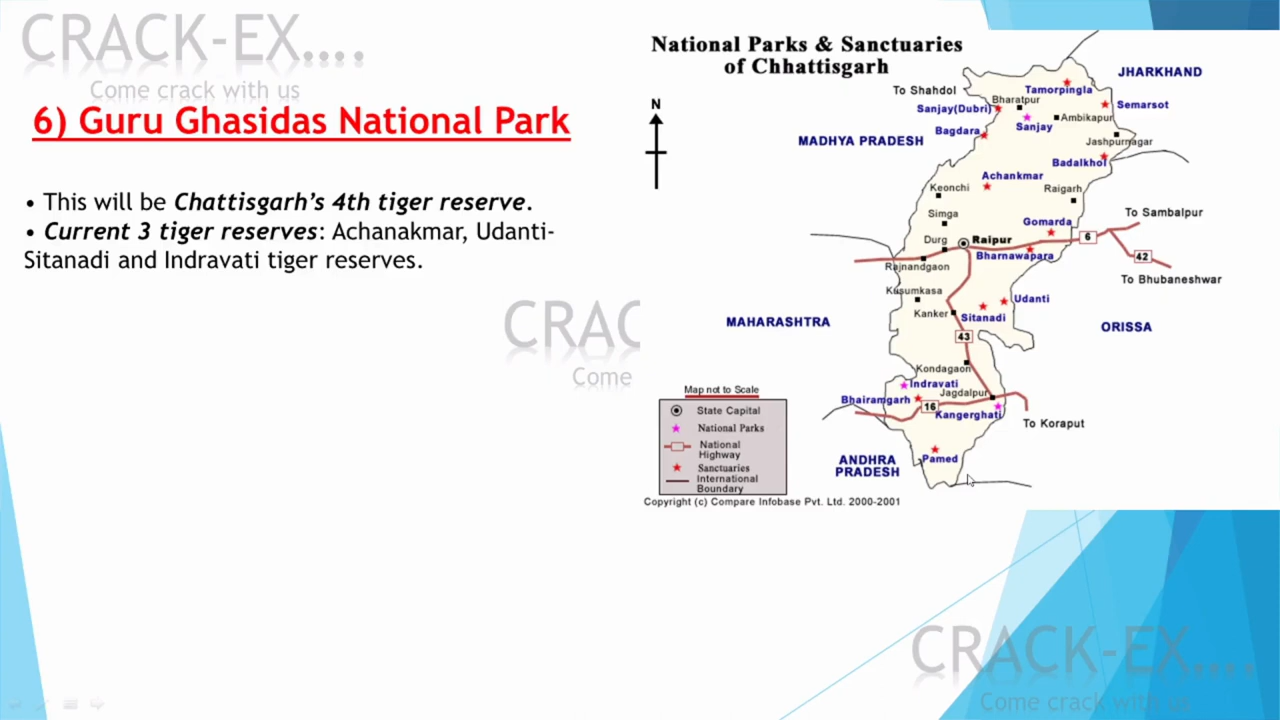 CRACK-EX....
Come crack with us
6) Guru Ghasidas National Park
• This will be Chattisgarh's 4th tiger reserve.
• Current 3 tiger reserves: Achanakmar, Udanti-
Sitanadi and Indravati tiger reserves.
CRAC
Come
National Parks & Sanctuaries
of Chhattisgarh
JHARKHAND
To Shahdol
Tamorpingla
Bharatpur
Semarsot
Sanjay(Dubri)
Ambikapur
Sanjay
N
Bagdara
MADHYA PRADESH
Jashpurnagar
Badalkhol
Achankmar
Keonchi
Raigarh
Simga
To Sambalpur
Gomarda
Durg
Raipur
6
Bharnawapara
42
Rajnandgaon
To Bhubaneshwar
Kusumkasa
Udanti
Kanker
Sitanadi
MAHARASHTRA
ORISSA
43
Kondagaon
Indravati
Jagdalpur
Bhairamgarh
16
Kangerghati
To Koraput
Pamed
ANDHRA
PRADESH
Map not to Scale
State Capital
National Parks
National
Highway
Sanctuaries
International
Boundary
Copyright (c) Compare Infobase Pvt. Ltd. 2000-2001
CRACK-EX....
Come crack with us